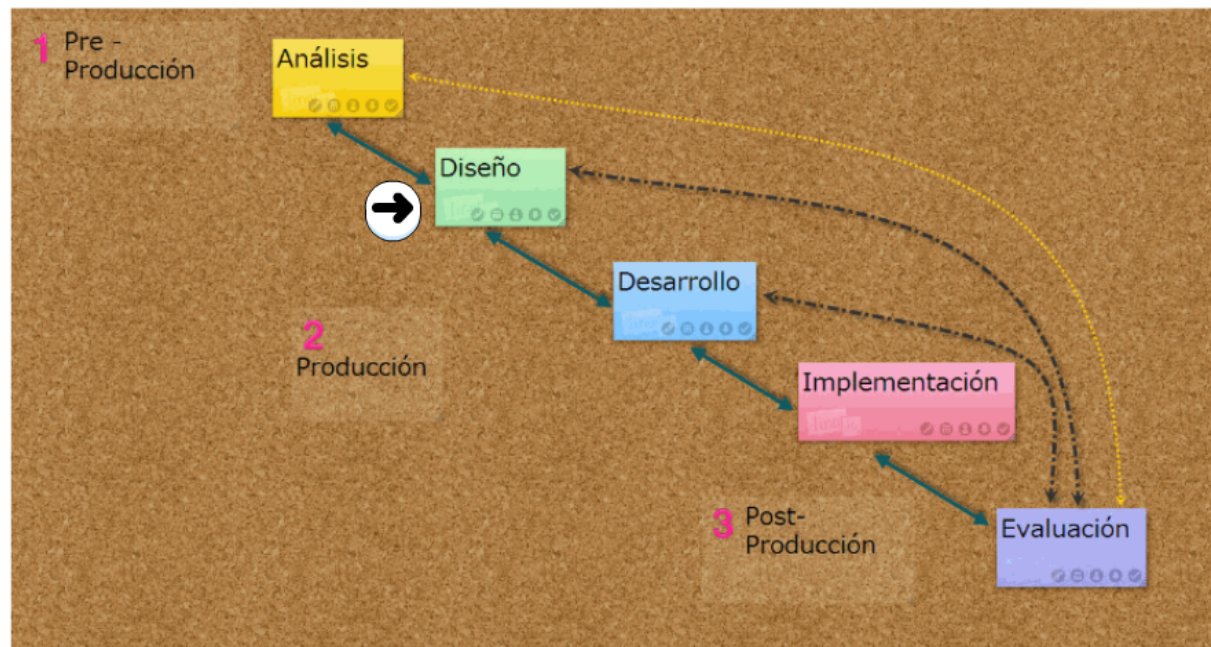 1 Pre -
Producción
Análisis
Diseño
Desarrollo
2
Producción
Implementación
3 Post-
Producción
Evaluación